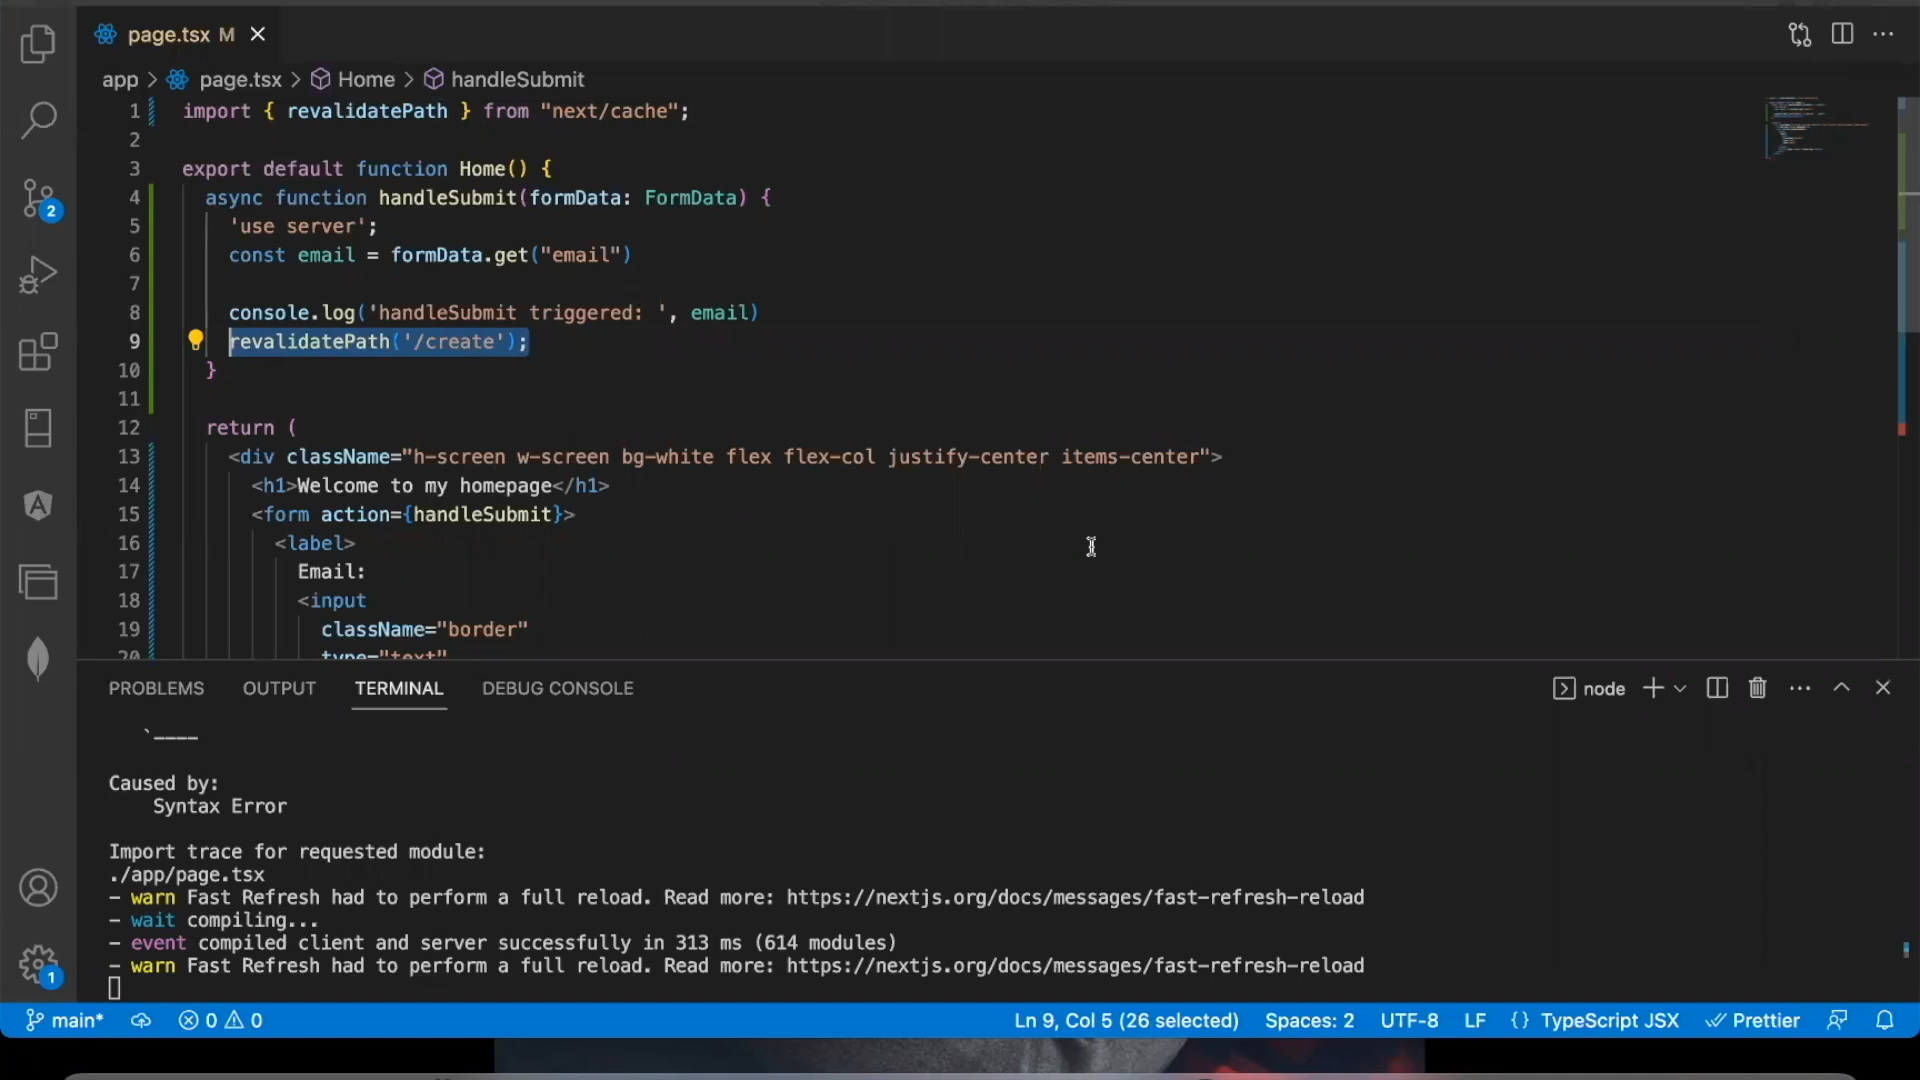 page.tsx M
app > page.tsx > Home > handleSubmit
1 import { revalidatePath } from "next/cache";
2
3 export default function Home() {
4 async function handleSubmit(formData: FormData) {
5 'use server';
6 const email = formData.get("email")
7
8 console.log('handleSubmit triggered: ', email)
9 revalidatePath('/create');
10 }
11
12 return (
13 <div className="h-screen w-screen bg-white flex flex-col justify-center items-center">
14 <h1>Welcome to my homepage</h1>
15 <form action={handleSubmit}>
16 <label>
17 Email:
18 <input
19 className="border"
20 type="text"
2
PROBLEMS OUTPUT TERMINAL DEBUG CONSOLE
node
`----
Caused by:
Syntax Error
Import trace for requested module:
./app/page.tsx
- warn Fast Refresh had to perform a full reload. Read more: https://nextjs.org/docs/messages/fast-refresh-reload
- wait compiling...
- event compiled client and server successfully in 313 ms (614 modules)
- warn Fast Refresh had to perform a full reload. Read more: https://nextjs.org/docs/messages/fast-refresh-reload
1
main* 0 0 Ln 9, Col 5 (26 selected) Spaces: 2 UTF-8 LF {} TypeScript JSX Prettier